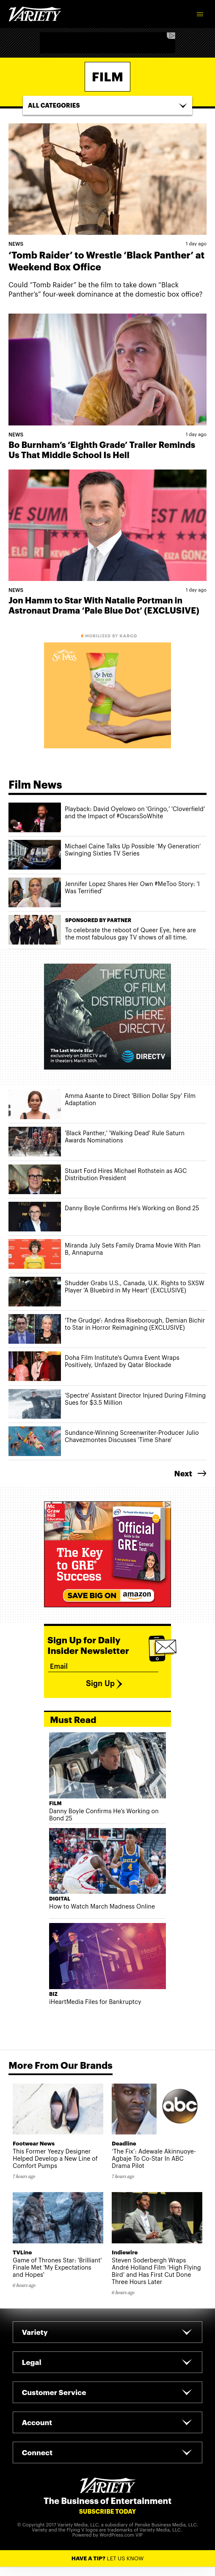 VARIETY
FILM
ALL CATEGORIES
NEWS
1 day ago
‘Tomb Raider’ to Wrestle ‘Black Panther’ at
Weekend Box Office
Could “Tomb Raider” be the film to take down “Black
Panther’s” four-week dominance at the domestic box office?
NEWS
1 day ago
Bo Burnham’s ‘Eighth Grade’ Trailer Reminds
Us That Middle School Is Hell
THE SUMME
EIZA GONZ
NEWS
1 day ago
Jon Hamm to Star With Natalie Portman in
Astronaut Drama ‘Pale Blue Dot’ (EXCLUSIVE)
MOBILIZED BY KARGO
St. Ives
Film News
Playback: David Oyelowo on ‘Gringo,’ ‘Cloverfield’
and the Impact of #OscarsSoWhite
Michael Caine Talks Up Possible ‘My Generation’
Swinging Sixties TV Series
Jennifer Lopez Shares Her Own #MeToo Story: ‘I
Was Terrified’
SPONSORED BY PARTNER
To celebrate the reboot of Queer Eye, here are
the most fabulous gay TV shows of all time.
THE FUTURE
OF FILM
DISTRIBUTION
IS HERE.
DIRECTV.
The Last Movie Star
exclusively on DIRECTV and
in theaters March 30th.
DIRECTV
Amma Asante to Direct ‘Billion Dollar Spy’ Film
Adaptation
‘Black Panther,’ ‘Walking Dead’ Rule Saturn
Awards Nominations
Stuart Ford Hires Michael Rothstein as AGC
Distribution President
Danny Boyle Confirms He’s Working on Bond 25
Miranda July Sets Family Drama Movie With Plan
B, Annapurna
Shudder Grabs U.S., Canada, U.K. Rights to SXSW
Player ‘A Bluebird in My Heart’ (EXCLUSIVE)
‘The Grudge’: Andrea Riseborough, Demian Bichir
to Star in Horror Reimagining (EXCLUSIVE)
Doha Film Institute’s Qumra Event Wraps
Positively, Unfazed by Qatar Blockade
‘Spectre’ Assistant Director Injured During Filming
Sues for $3.5 Million
Sundance-Winning Screenwriter-Producer Julio
Chavezmontes Discusses ‘Time Share’
Next
Mc Graw Hill Education
The Key
to GRE®
Success
Official
Guide to the
GRE®
General
Test
SAVE BIG ON amazon
Sign Up for Daily
Insider Newsletter
Email
Sign Up
Must Read
FILM
Danny Boyle Confirms He’s Working on
Bond 25
DIGITAL
How to Watch March Madness Online
BIZ
iHeartMedia Files for Bankruptcy
More From Our Brands
Footwear News
This Former Yeezy Designer
Helped Develop a New Line of
Comfort Pumps
7 hours ago
abc
Deadline
‘The Fix’: Adewale Akinnuoye-
Agbaje To Co-Star In ABC
Drama Pilot
7 hours ago
TVLine
Game of Thrones Star: ‘Brilliant’
Finale Met ‘My Expectations
and Hopes’
6 hours ago
Indiewire
Steven Soderbergh Wraps
André Holland Film ‘High Flying
Bird’ and Has First Cut Done
Three Hours Later
6 hours ago
Variety
Legal
Customer Service
Account
Connect
VARIETY
The Business of Entertainment
SUBSCRIBE TODAY
© Copyright 2017 Variety Media, LLC, a subsidiary of Penske Business Media, LLC.
Variety and the Flying V logos are trademarks of Variety Media, LLC.
Powered by WordPress.com VIP
HAVE A TIP? LET US KNOW